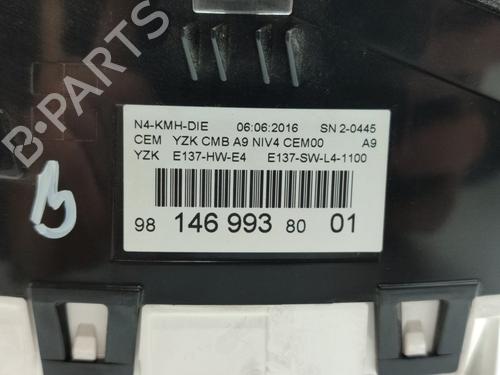 N4-KMH-DIE 06:06:2016 SN 2-0445
CEM YZK CMB A9 NIV4 CEM00 A9
YZK E137-HW-E4 E137-SW-L4-1100
98 146 993 80 01
B
B-PARTS